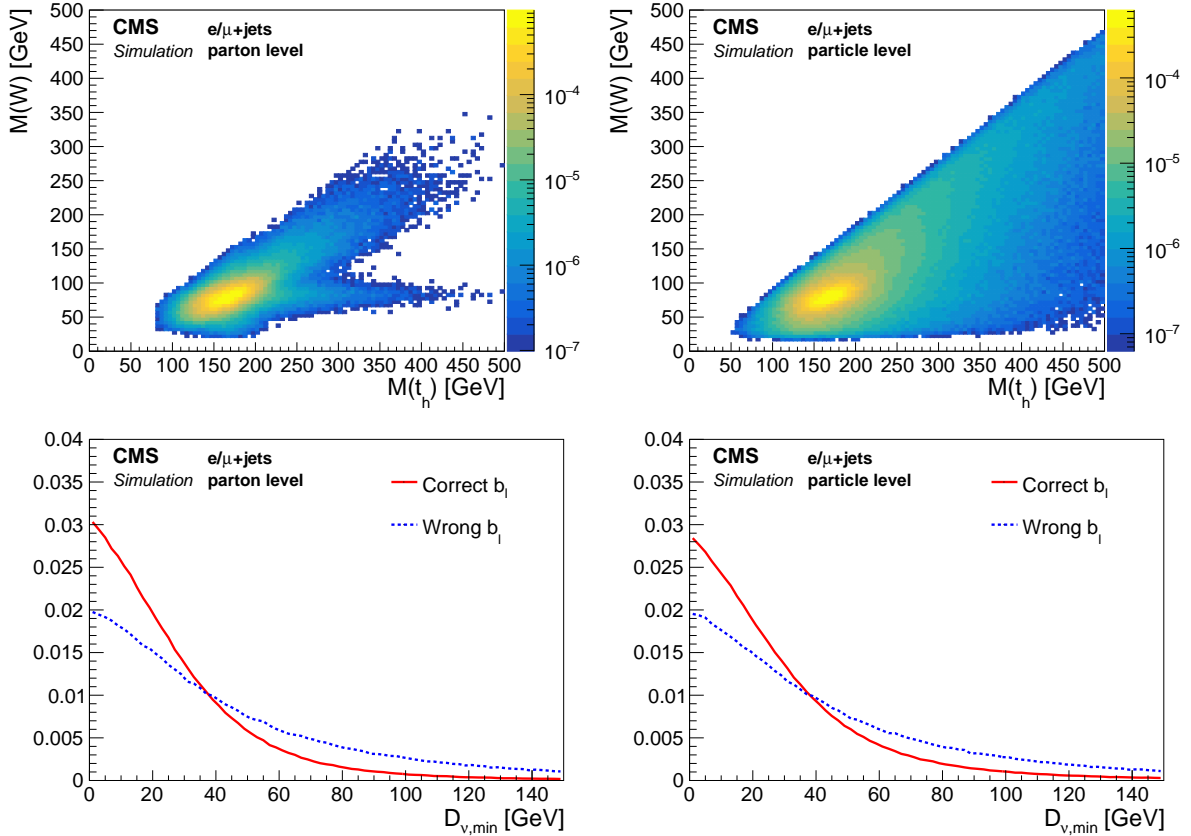 CMS e/μ+jets
Simulation parton level
M(W) [GeV]
500
450
400
350
300
250
200
150
100
50
0
0 50 100 150 200 250 300 350 400 450 500
M(t_h) [GeV]
10⁻⁴
10⁻⁵
10⁻⁶
10⁻⁷
CMS e/μ+jets
Simulation particle level
M(W) [GeV]
500
450
400
350
300
250
200
150
100
50
0
0 50 100 150 200 250 300 350 400 450 500
M(t_h) [GeV]
10⁻⁴
10⁻⁵
10⁻⁶
10⁻⁷
CMS e/μ+jets
Simulation parton level
Correct b_l
Wrong b_l
0.04
0.035
0.03
0.025
0.02
0.015
0.01
0.005
0
0 20 40 60 80 100 120 140
D_ν,min [GeV]
CMS e/μ+jets
Simulation particle level
Correct b_l
Wrong b_l
0.04
0.035
0.03
0.025
0.02
0.015
0.01
0.005
0
0 20 40 60 80 100 120 140
D_ν,min [GeV]